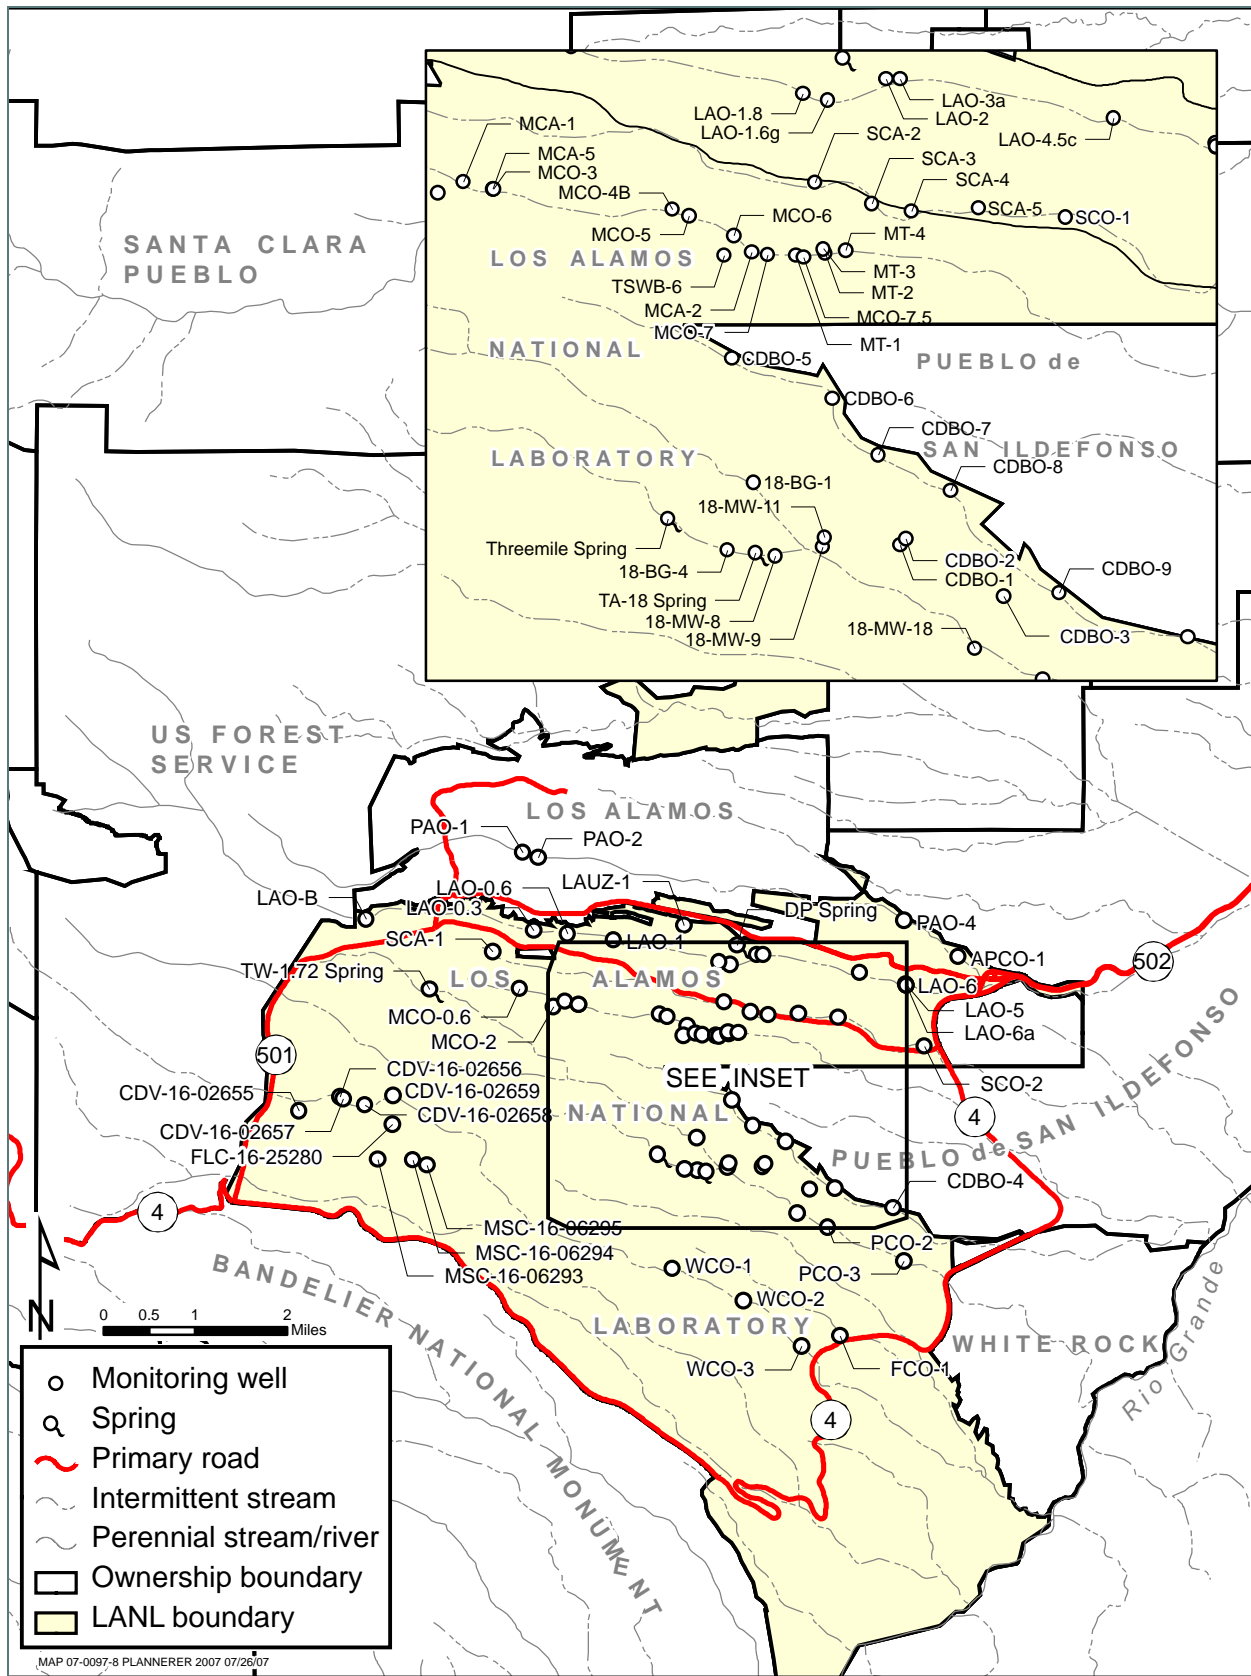 LAO-3a
LAO-1.8
LAO-2
LAO-1.6g
LAO-4.5c
MCA-1
SCA-2
MCA-5
SCA-3
MCO-3
SCA-4
MCO-4B
SCA-5
MCO-6
SCO-1
MCO-5
MT-4
LOS ALAMOS
MT-3
TSWB-6
MT-2
MCA-2
MCO-7.5
MCO-7
MT-1
NATIONAL
PUEBLO de
CDBO-5
CDBO-6
CDBO-7
SAN ILDEFONSO
LABORATORY
CDBO-8
18-BG-1
18-MW-11
Threemile Spring
CDBO-2
18-BG-4
CDBO-1
CDBO-9
TA-18 Spring
18-MW-8
18-MW-18
CDBO-3
18-MW-9
SANTA CLARA
PUEBLO
US FOREST
SERVICE
LOS ALAMOS
PAO-1
PAO-2
LAO-0.6
LAUZ-1
LAO-B
LAO-0.3
DP Spring
PAO-4
SCA-1
LAO-1
APCO-1
502
TW-1.72 Spring
LOS ALAMOS
LAO-6
MCO-0.6
LAO-5
MCO-2
LAO-6a
501
CDV-16-02656
SEE INSET
SCO-2
CDV-16-02655
CDV-16-02659
NATIONAL
CDV-16-02658
4
CDV-16-02657
FLC-16-25280
PUEBLO de SAN ILDEFONSO
CDBO-4
4
MSC-16-06295
PCO-2
MSC-16-06294
WCO-1
PCO-3
MSC-16-06293
BANDELIER NATIONAL MONUMENT
WCO-2
LABORATORY
WHITE ROCK
WCO-3
FCO-1
Rio Grande
4
N
0 0.5 1 2
Miles
Monitoring well
Spring
Primary road
Intermittent stream
Perennial stream/river
Ownership boundary
LANL boundary
MAP 07-0097-8 PLANNERER 2007 07/26/07